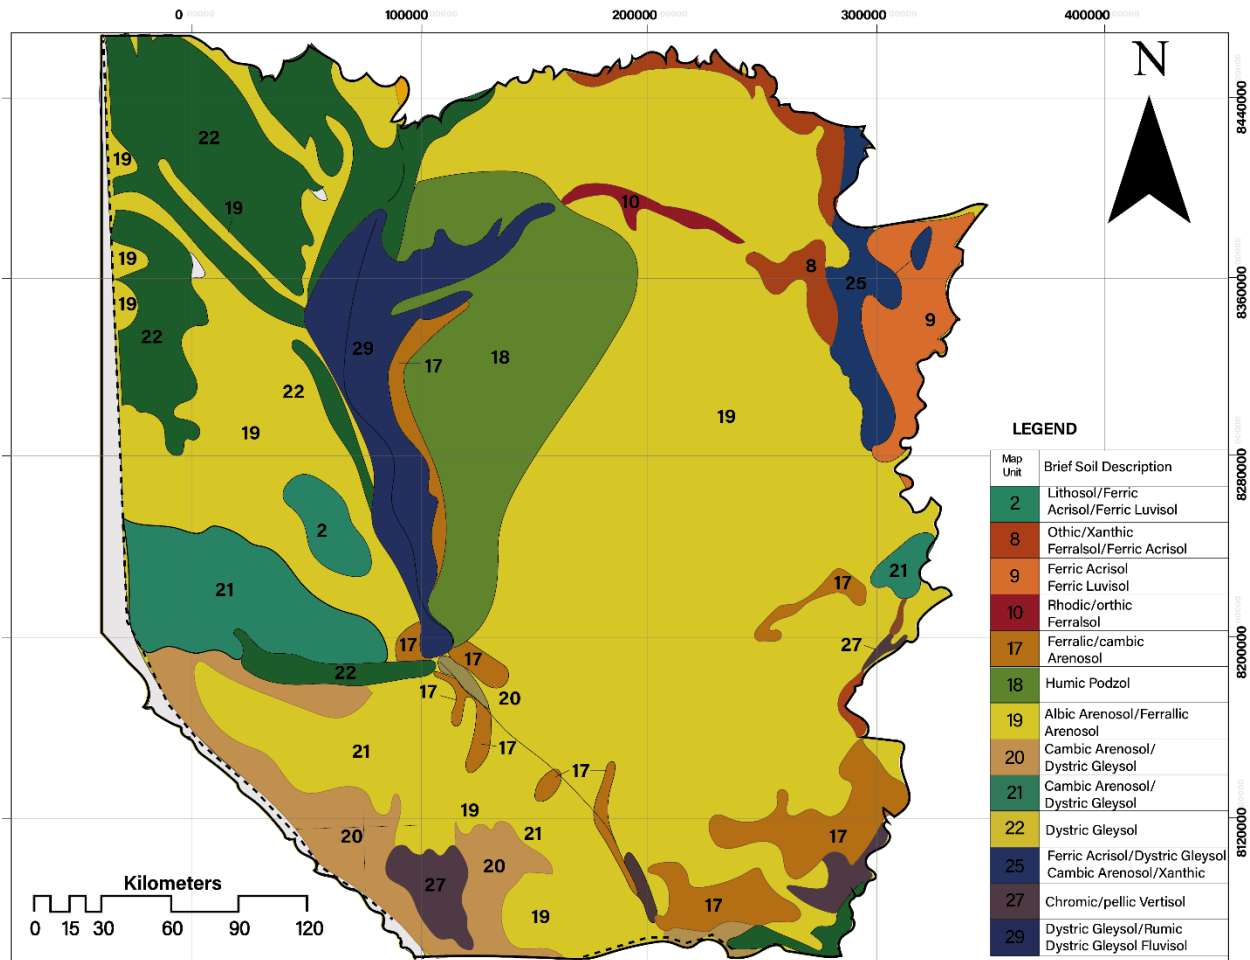 0
100000
200000
300000
400000
N
8440000
8360000
8280000
8200000
8120000
22
19
19
10
19
8
25
19
22
29
17
18
9
22
19
19
2
21
21
17
27
17
17
22
17
20
21
17
17
19
21
20
20
17
27
17
19
LEGEND
Map Unit
Brief Soil Description
2
Lithosol/Ferric
Acrisol/Ferric Luvisol
8
Othic/Xanthic
Ferralsol/Ferric Acrisol
9
Ferric Acrisol
Ferric Luvisol
10
Rhodic/orthic
Ferralsol
17
Ferralic/cambic
Arenosol
18
Humic Podzol
19
Albic Arenosol/Ferrallic
Arenosol
20
Cambic Arenosol/
Dystric Gleysol
21
Cambic Arenosol/
Dystric Gleysol
22
Dystric Gleysol
25
Ferric Acrisol/Dystric Gleysol
Cambic Arenosol/Xanthic
27
Chromic/pellic Vertisol
29
Dystric Gleysol/Rumic
Dystric Gleysol Fluvisol
Kilometers
0 15 30 60 90 120